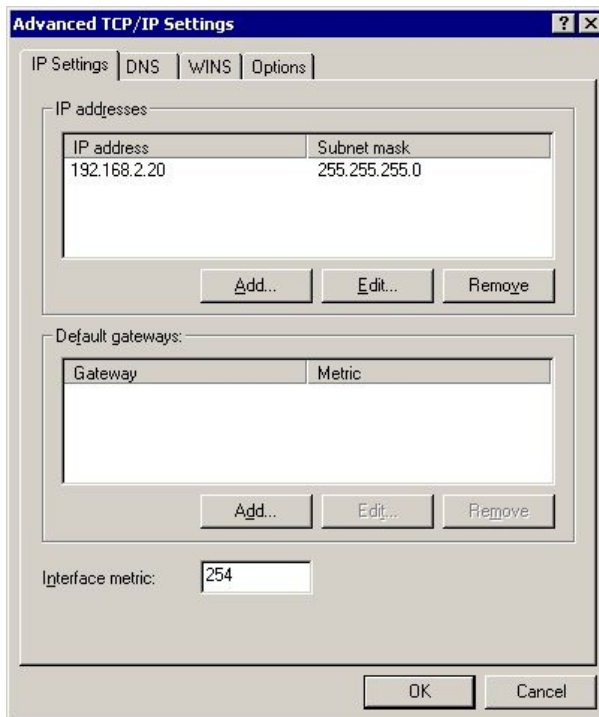 Advanced TCP/IP Settings
IP Settings DNS WINS Options
IP addresses
IP address Subnet mask
192.168.2.20 255.255.255.0
Add... Edit... Remove
Default gateways:
Gateway Metric
Add... Edit... Remove
Interface metric: 254
OK Cancel